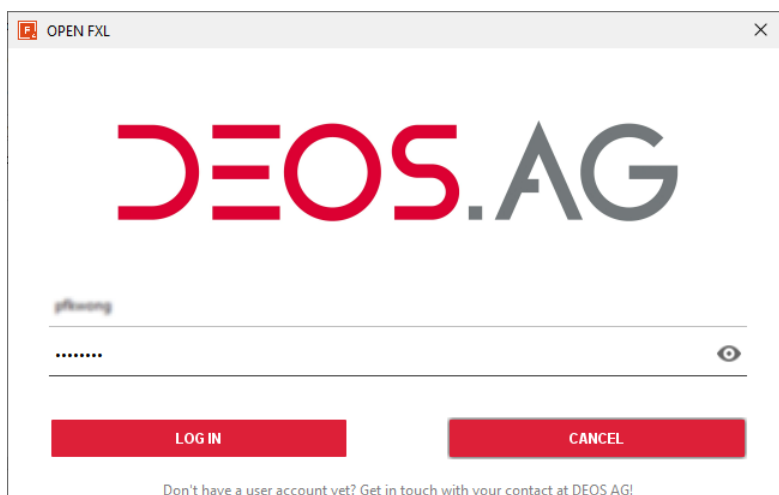 OPEN FXL
DEOS.AG
........
LOG IN
CANCEL
Don't have a user account yet? Get in touch with your contact at DEOS AG!